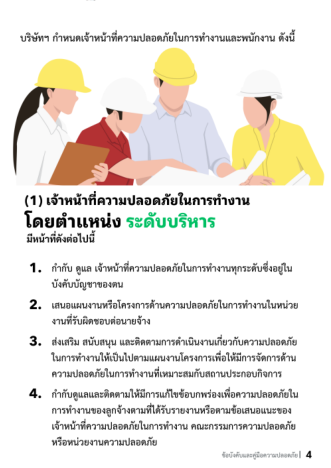 บริษัทฯ กำหนดเจ้าหน้าที่ความปลอดภัยในการทำงานและพนักงาน ดังนี้
(1) เจ้าหน้าที่ความปลอดภัยในการทำงาน
โดยตำแหน่ง ระดับบริหาร
มีหน้าที่ดังต่อไปนี้
1. กำกับ ดูแล เจ้าหน้าที่ความปลอดภัยในการทำงานทุกระดับซึ่งอยู่ใน
บังคับบัญชาของตน
2. เสนอแผนงานหรือโครงการด้านความปลอดภัยในการทำงานในหน่วย
งานที่รับผิดชอบต่อนายจ้าง
3. ส่งเสริม สนับสนุน และติดตามการดำเนินงานเกี่ยวกับความปลอดภัย
ในการทำงานให้เป็นไปตามแผนงานโครงการเพื่อให้มีการจัดการด้าน
ความปลอดภัยในการทำงานที่เหมาะสมกับสถานประกอบกิจการ
4. กำกับดูแลและติดตามให้มีการแก้ไขข้อบกพร่องเพื่อความปลอดภัยใน
การทำงานของลูกจ้างตามที่ได้รับรายงานหรือตามข้อเสนอแนะของ
เจ้าหน้าที่ความปลอดภัยในการทำงาน คณะกรรมการความปลอดภัย
หรือหน่วยงานความปลอดภัย
ข้อบังคับและคู่มือความปลอดภัย | 4